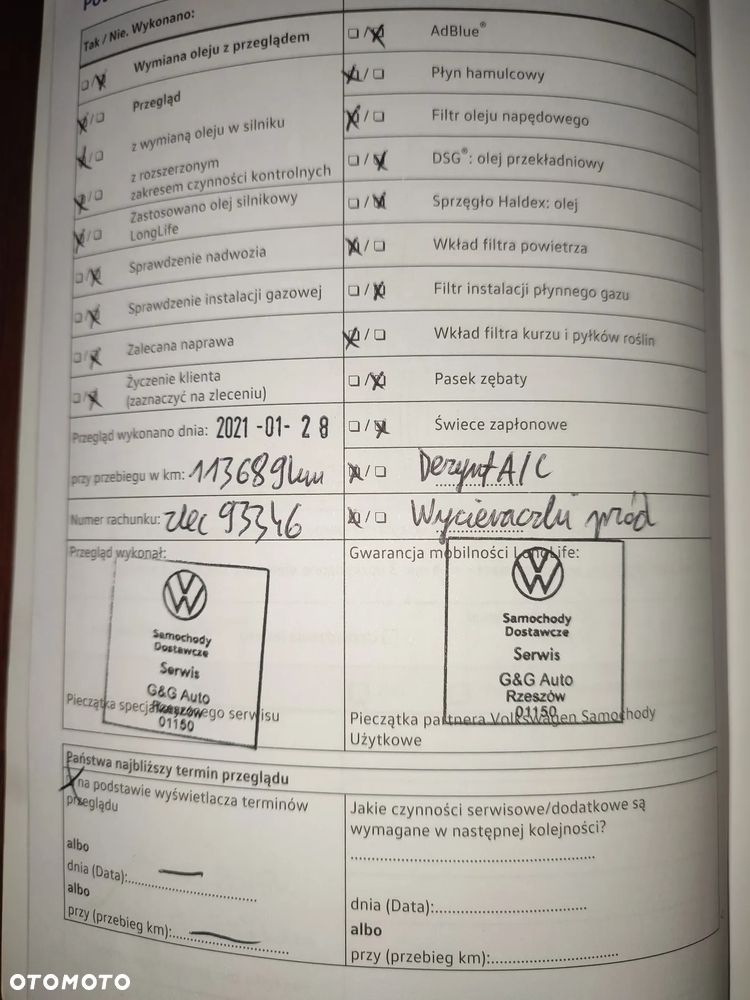 Tak / Nie. Wykonano:
☐/☒ Wymiana oleju z przeglądem
☒/☐ Przegląd
☒/☐ z wymianą oleju w silniku
☒/☐ z rozszerzonym
zakresem czynności kontrolnych
☒/☐ Zastosowano olej silnikowy
LongLife
☐/☒ Sprawdzenie nadwozia
☐/☒ Sprawdzenie instalacji gazowej
☐/☒ Zalecana naprawa
☐/☒ Życzenie klienta
(zaznaczyć na zleceniu)
Przegląd wykonano dnia: 2021-01-28
przy przebiegu w km: 113689km
Numer rachunku: zlec 93346
☐/☒ AdBlue®
☒/☐ Płyn hamulcowy
☒/☐ Filtr oleju napędowego
☐/☒ DSG®: olej przekładniowy
☐/☒ Sprzęgło Haldex: olej
☒/☐ Wkład filtra powietrza
☐/☒ Filtr instalacji płynnego gazu
☒/☐ Wkład filtra kurzu i pyłków roślin
☐/☒ Pasek zębaty
☐/☒ Świece zapłonowe
☒/☐ Dezynf A/C
☒/☐ Wycieraczki przód
Przegląd wykonał:
Samochody
Dostawcze
Serwis
G&G Auto
Rzeszów
01150
Pieczątka specjalistycznego serwisu
Gwarancja mobilności LongLife:
Samochody
Dostawcze
Serwis
G&G Auto
Rzeszów
01150
Pieczątka partnera Volkswagen Samochody
Użytkowe
Państwa najbliższy termin przeglądu
na podstawie wyświetlacza terminów
przeglądu
albo
dnia (Data):
albo
przy (przebieg km):
Jakie czynności serwisowe/dodatkowe są
wymagane w następnej kolejności?
dnia (Data):
albo
przy (przebieg km):
OTOMOTO